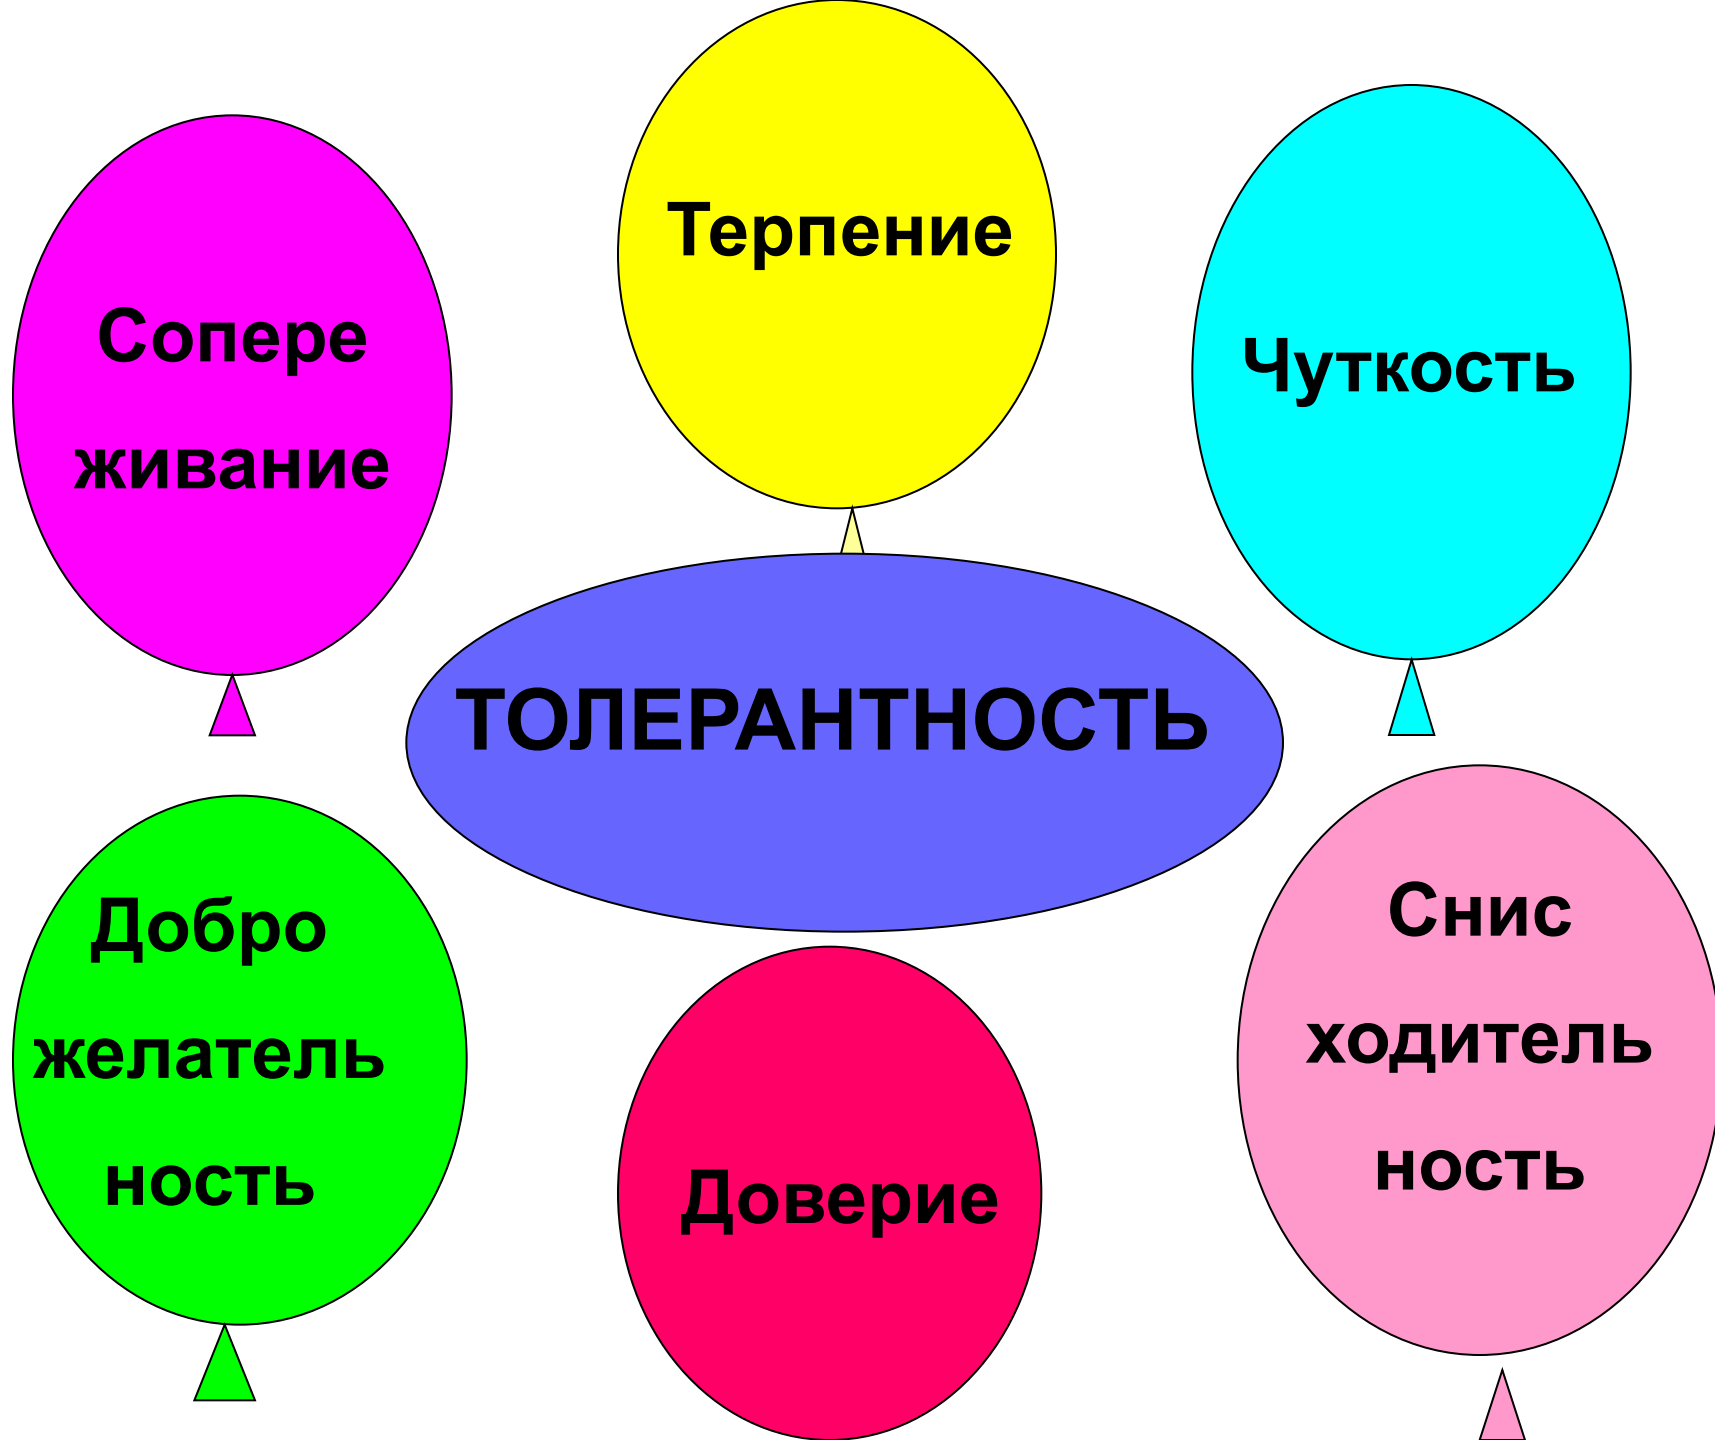 Терпение
Сопере
живание
Чуткость
ТОЛЕРАНТНОСТЬ
Добро
желатель
ность
Доверие
Снис
ходитель
ность